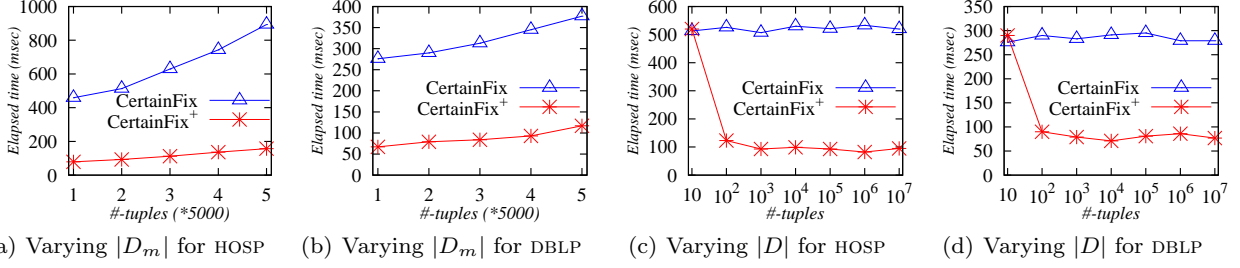 1000
800
600
400
200
0
Elapsed time (msec)
CertainFix
CertainFix+
1 2 3 4 5
#-tuples (*5000)
a) Varying |D_m| for HOSP
400
350
300
250
200
150
100
50
0
Elapsed time (msec)
CertainFix
CertainFix+
1 2 3 4 5
#-tuples (*5000)
(b) Varying |D_m| for DBLP
600
500
400
300
200
100
0
Elapsed time (msec)
CertainFix
CertainFix+
10 10^2 10^3 10^4 10^5 10^6 10^7
#-tuples
(c) Varying |D| for HOSP
350
300
250
200
150
100
50
0
Elapsed time (msec)
CertainFix
CertainFix+
10 10^2 10^3 10^4 10^5 10^6 10^7
#-tuples
(d) Varying |D| for DBLP